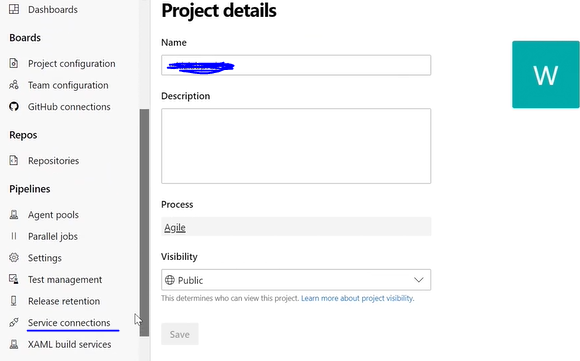 Dashboards
Boards
Project configuration
Team configuration
GitHub connections
Repos
Repositories
Pipelines
Agent pools
Parallel jobs
Settings
Test management
Release retention
Service connections
XAML build services
Project details
Name
Description
Process
Agile
Visibility
Public
This determines who can view this project. Learn more about project visibility.
Save
W